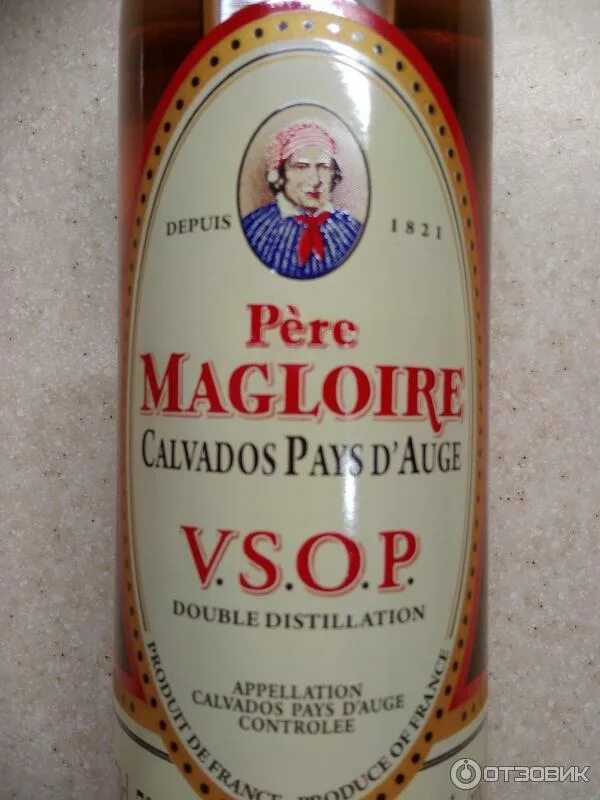 DEPUIS 1821
Père
MAGLOIRE
CALVADOS PAYS D'AUGE
V.S.O.P.
DOUBLE DISTILLATION
APPELLATION
CALVADOS PAYS D'AUGE
CONTROLEE
PRODUIT DE FRANCE
PRODUCE OF FRANCE
ОТЗОВИК